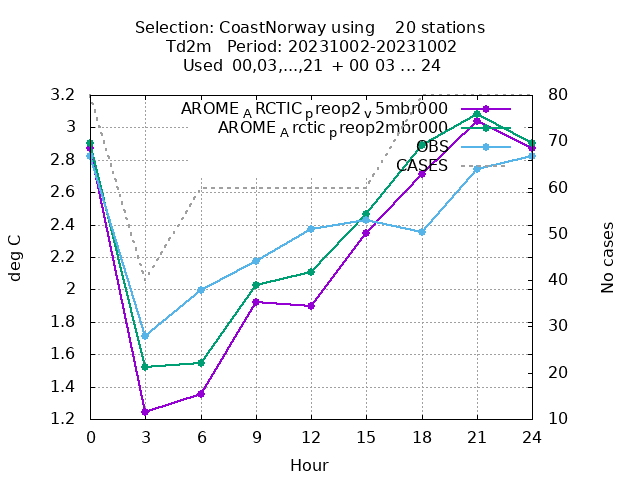 Selection: CoastNorway using    20 stations
Td2m   Period: 20231002-20231002
Used  00,03,...,21  + 00 03 ... 24
AROME_ARCTIC_preop2_v5mbr000
AROME_Arctic_preop2mbr000
OBS
CASES
3.2
3
2.8
2.6
2.4
2.2
2
1.8
1.6
1.4
1.2
deg C
80
70
60
50
40
30
20
10
No cases
0 3 6 9 12 15 18 21 24
Hour